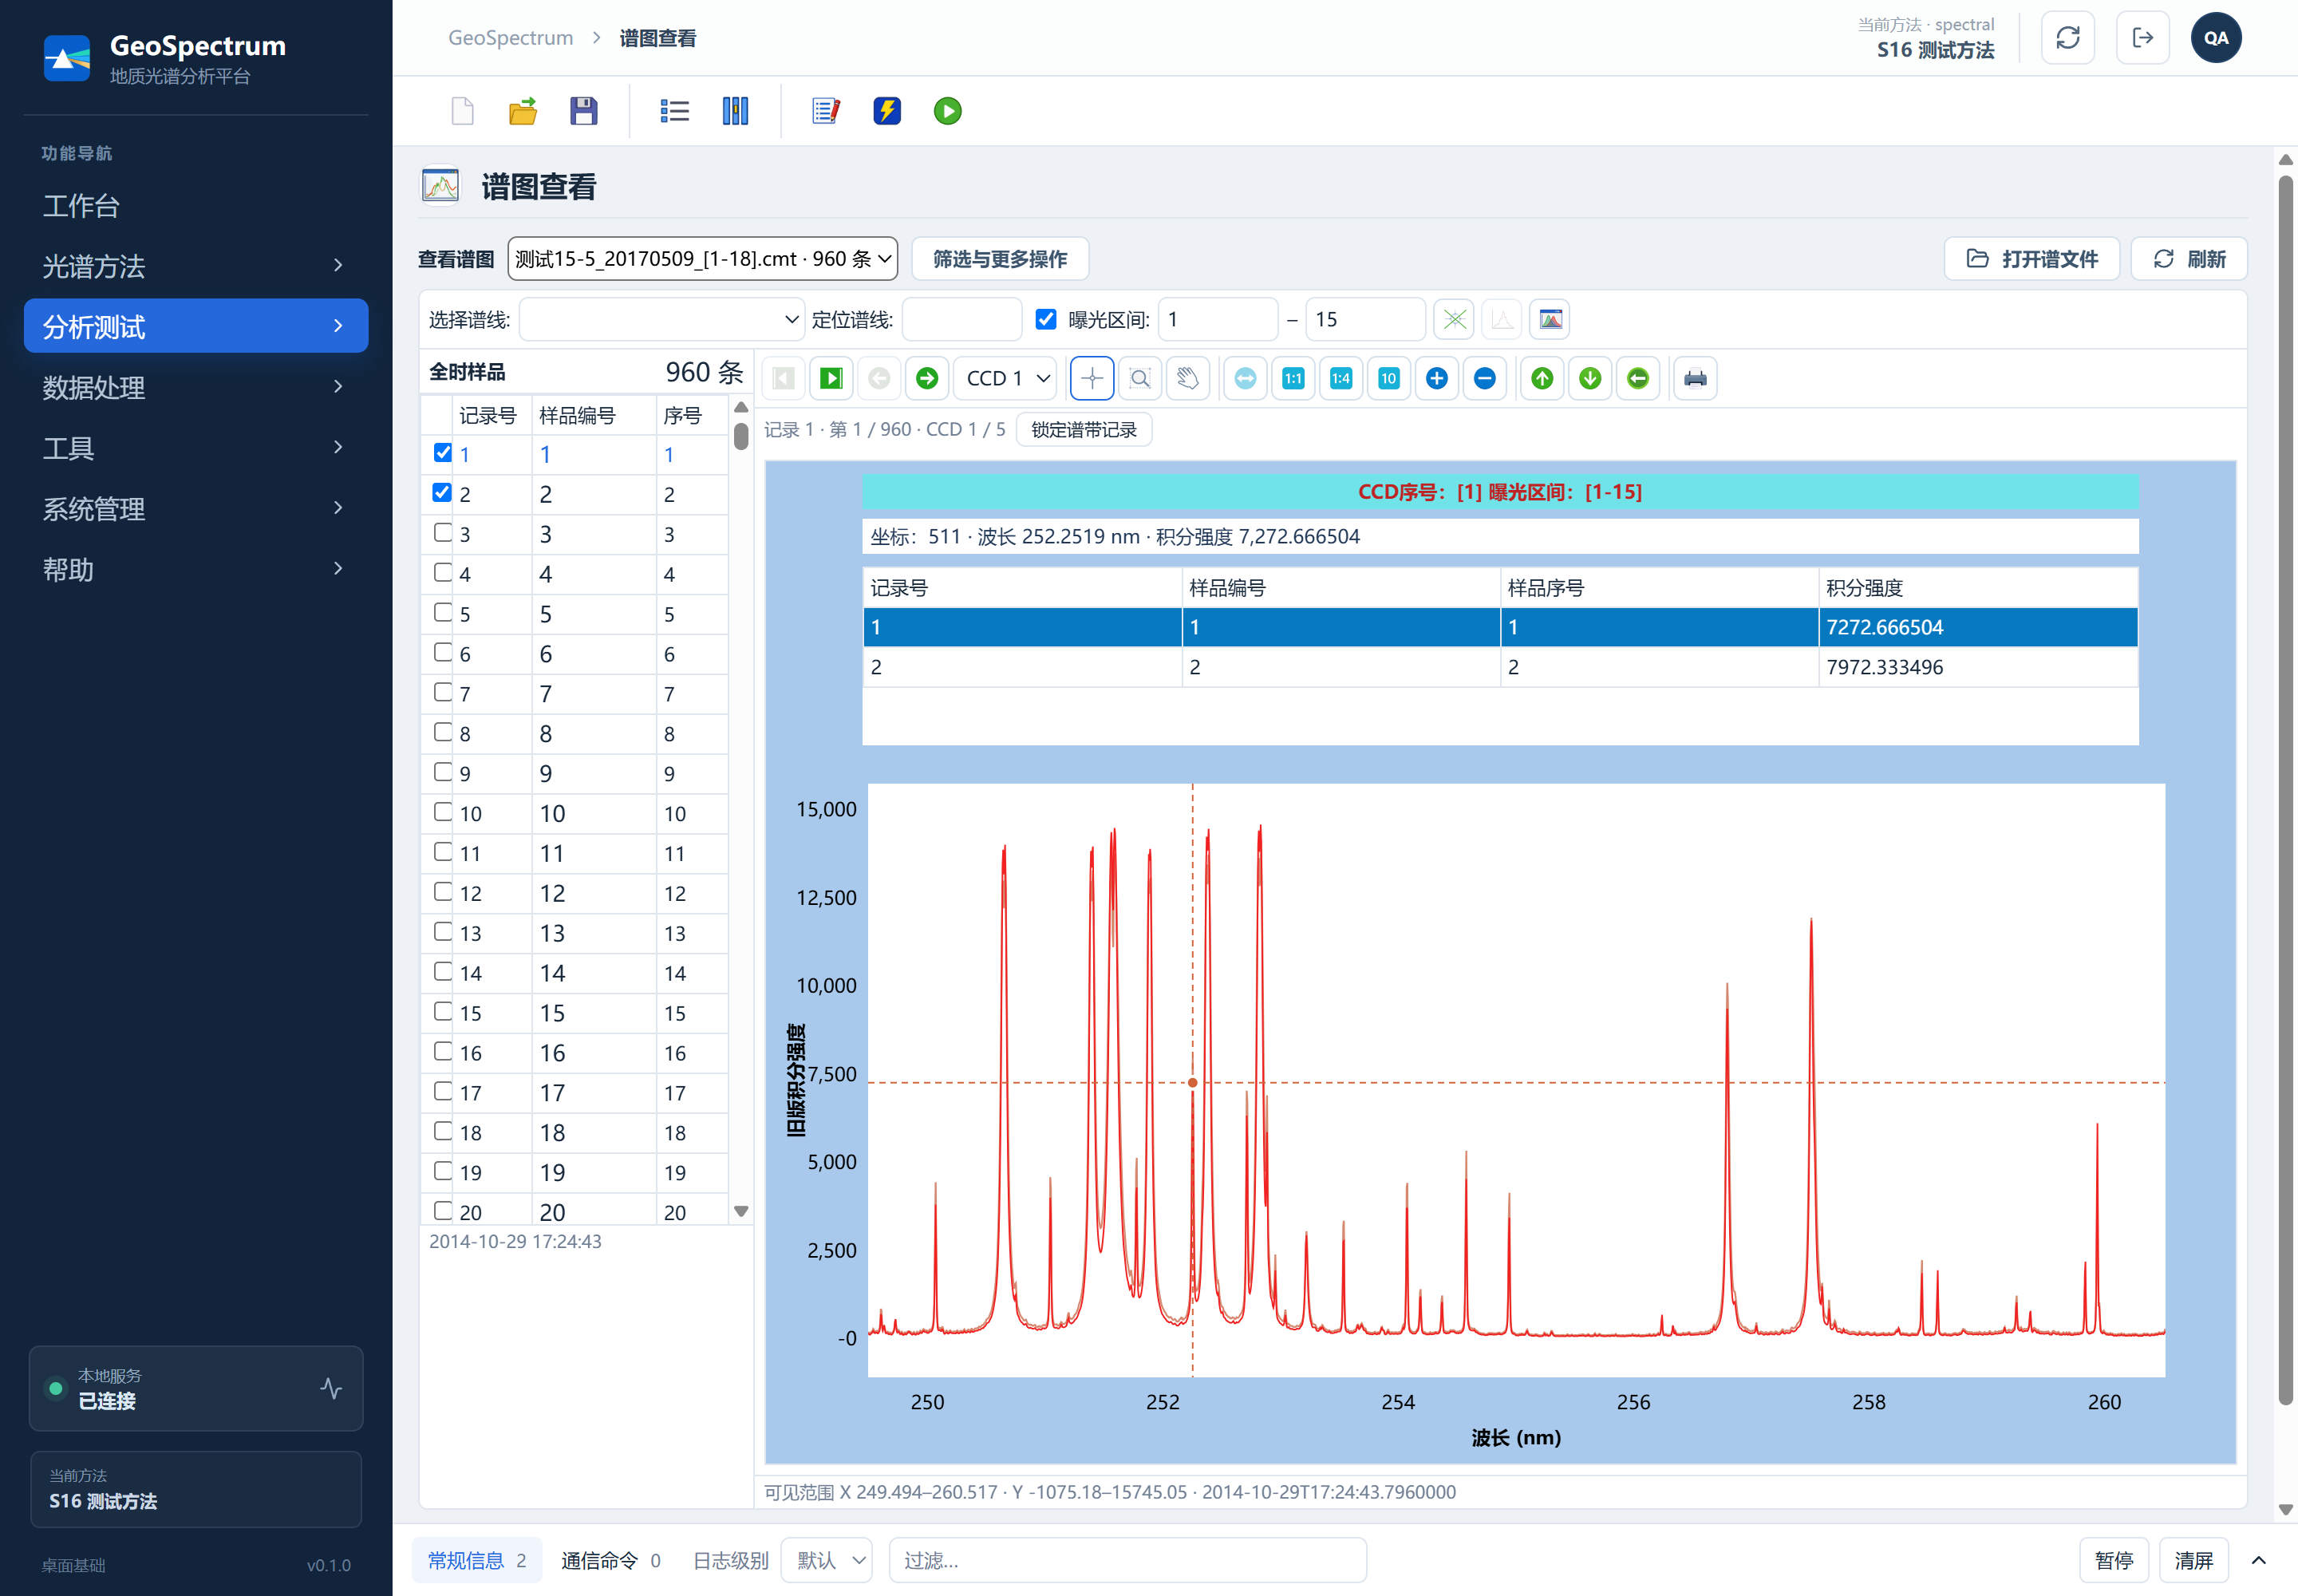 GeoSpectrum
地质光谱分析平台
功能导航
工作台
光谱方法
分析测试
数据处理
工具
系统管理
帮助
本地服务
已连接
当前方法
S16 测试方法
桌面基础 v0.1.0
GeoSpectrum > 谱图查看
当前方法 · spectral
S16 测试方法
QA
谱图查看
查看谱图 测试15-5_20170509_[1-18].cmt · 960 条 筛选与更多操作 打开谱文件 刷新
选择谱线: 定位谱线: 曝光区间: 1 – 15
全时样品 960 条
记录号 样品编号 序号
1 1 1
2 2 2
3 3 3
4 4 4
5 5 5
6 6 6
7 7 7
8 8 8
9 9 9
10 10 10
11 11 11
12 12 12
13 13 13
14 14 14
15 15 15
16 16 16
17 17 17
18 18 18
19 19 19
20 20 20
2014-10-29 17:24:43
CCD 1 1:1 1:4 10
记录 1 · 第 1 / 960 · CCD 1 / 5 锁定谱带记录
CCD序号：[1] 曝光区间：[1-15]
坐标：511 · 波长 252.2519 nm · 积分强度 7,272.666504
记录号 样品编号 样品序号 积分强度
1 1 1 7272.666504
2 2 2 7972.333496
旧版积分强度
15,000
12,500
10,000
7,500
5,000
2,500
-0
250 252 254 256 258 260
波长 (nm)
可见范围 X 249.494–260.517 · Y -1075.18–15745.05 · 2014-10-29T17:24:43.7960000
常规信息 2 通信命令 0 日志级别 默认 过滤... 暂停 清屏